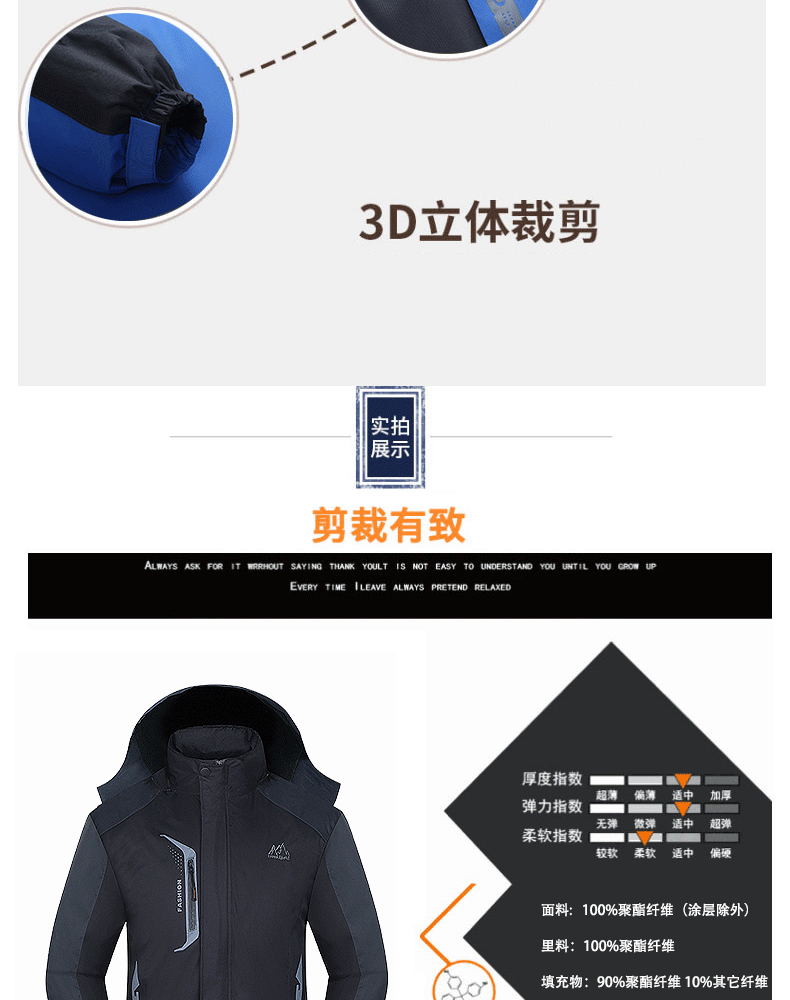 3D立体裁剪
实拍
展示
剪裁有致
ALWAYS ASK FOR IT WRRHOUT SAYING THANK YOULT IS NOT EASY TO UNDERSTAND YOU UNTIL YOU GROW UP
EVERY TIME ILEAVE ALWAYS PRETEND RELAXED
厚度指数
超薄 偏薄 适中 加厚
弹力指数
无弹 微弹 适中 超弹
柔软指数
较软 柔软 适中 偏硬
FASHION
面料：100%聚酯纤维（涂层除外）
里料：100%聚酯纤维
填充物：90%聚酯纤维 10%其它纤维